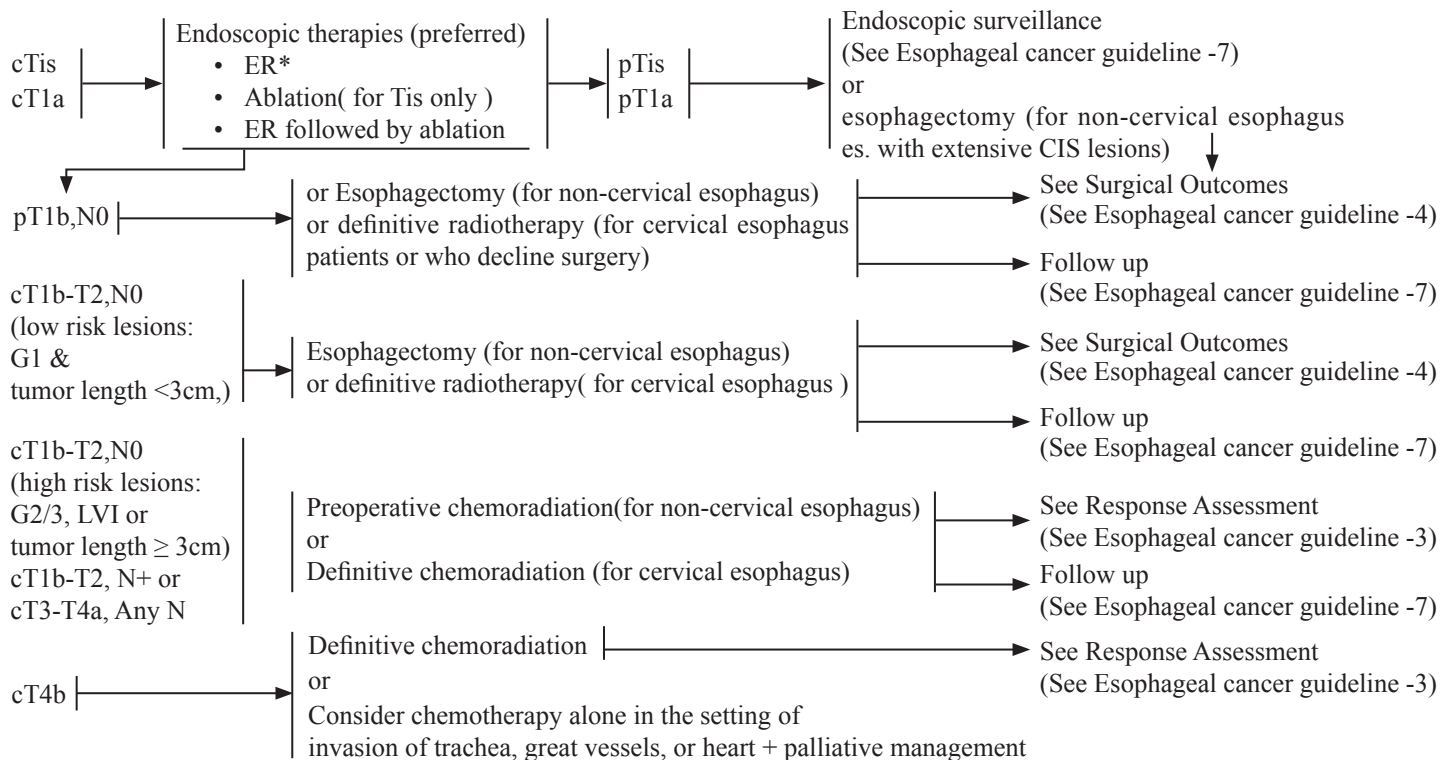 cTis
cT1a
Endoscopic therapies (preferred)
• ER*
• Ablation( for Tis only )
• ER followed by ablation
pTis
pT1a
Endoscopic surveillance
(See Esophageal cancer guideline -7)
or
esophagectomy (for non-cervical esophagus
es. with extensive CIS lesions)
pT1b,N0
or Esophagectomy (for non-cervical esophagus)
or definitive radiotherapy (for cervical esophagus
patients or who decline surgery)
See Surgical Outcomes
(See Esophageal cancer guideline -4)
Follow up
(See Esophageal cancer guideline -7)
cT1b-T2,N0
(low risk lesions:
G1 &
tumor length <3cm,)
Esophagectomy (for non-cervical esophagus)
or definitive radiotherapy( for cervical esophagus )
See Surgical Outcomes
(See Esophageal cancer guideline -4)
Follow up
(See Esophageal cancer guideline -7)
cT1b-T2,N0
(high risk lesions:
G2/3, LVI or
tumor length ≥ 3cm)
cT1b-T2, N+ or
cT3-T4a, Any N
Preoperative chemoradiation(for non-cervical esophagus)
or
Definitive chemoradiation (for cervical esophagus)
See Response Assessment
(See Esophageal cancer guideline -3)
Follow up
(See Esophageal cancer guideline -7)
cT4b
Definitive chemoradiation
or
Consider chemotherapy alone in the setting of
invasion of trachea, great vessels, or heart + palliative management
See Response Assessment
(See Esophageal cancer guideline -3)